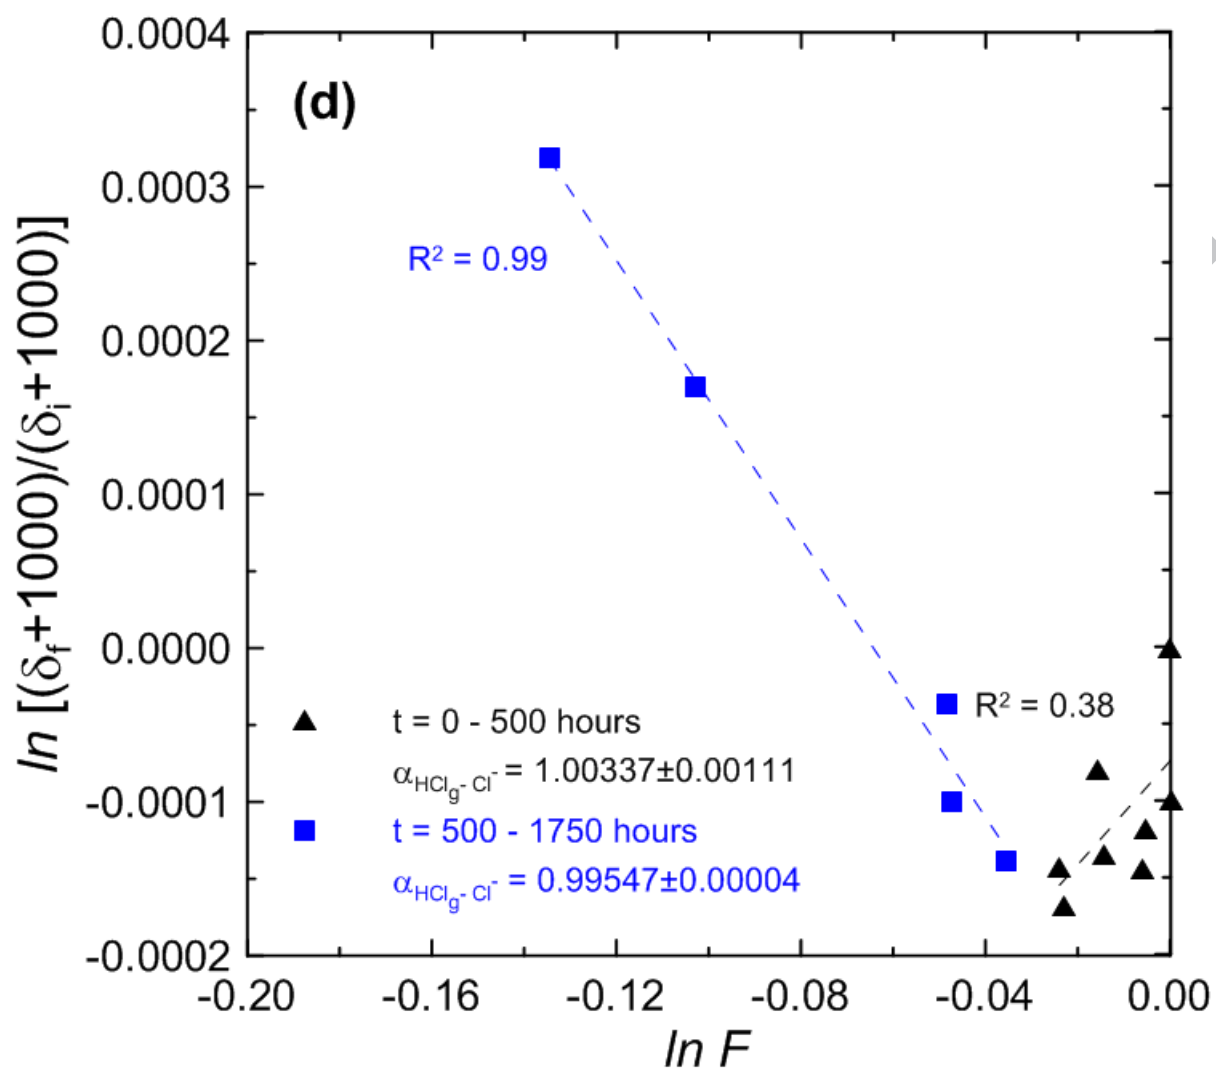 (d)
ln [(δf+1000)/(δi+1000)]
0.0004
0.0003
0.0002
0.0001
0.0000
-0.0001
-0.0002
R² = 0.99
R² = 0.38
t = 0 - 500 hours
αHClg- Cl- = 1.00337±0.00111
t = 500 - 1750 hours
αHClg- Cl- = 0.99547±0.00004
-0.20 -0.16 -0.12 -0.08 -0.04 0.00
ln F